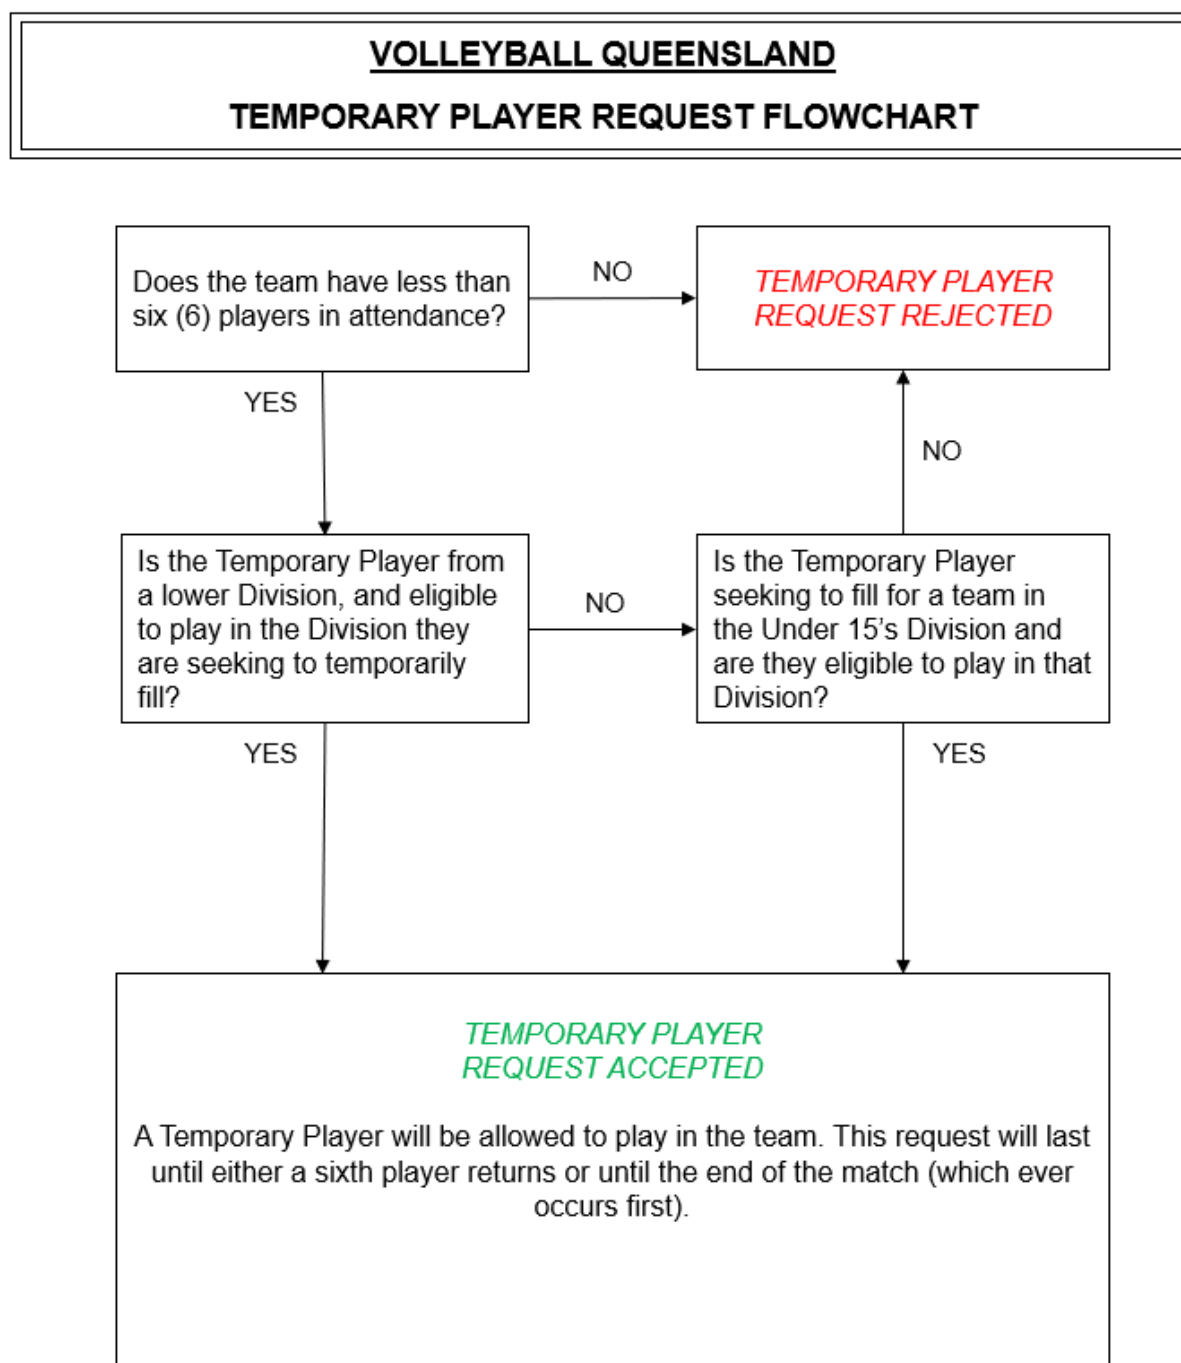 VOLLEYBALL QUEENSLAND
TEMPORARY PLAYER REQUEST FLOWCHART
Does the team have less than
six (6) players in attendance?
NO
TEMPORARY PLAYER
REQUEST REJECTED
YES
NO
Is the Temporary Player from
a lower Division, and eligible
to play in the Division they
are seeking to temporarily
fill?
NO
Is the Temporary Player
seeking to fill for a team in
the Under 15’s Division and
are they eligible to play in that
Division?
YES
YES
TEMPORARY PLAYER
REQUEST ACCEPTED
A Temporary Player will be allowed to play in the team. This request will last
until either a sixth player returns or until the end of the match (which ever
occurs first).